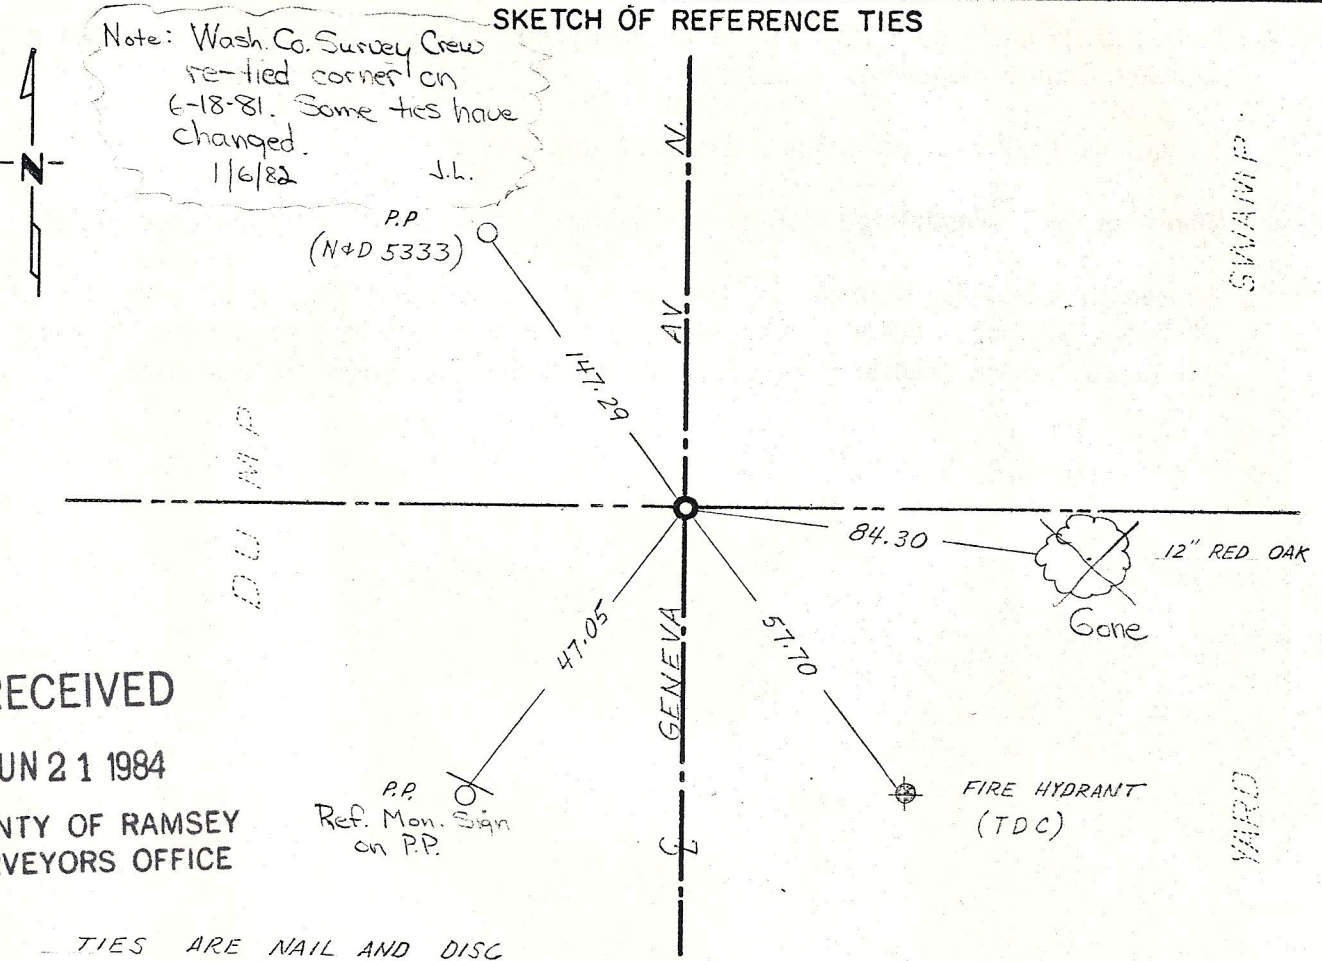 SKETCH OF REFERENCE TIES
Note: Wash. Co. Survey Crew
re-tied corner on
6-18-81. Some ties have
changed.
1/6/82 J.L.
N
P.P.
(N&D 5333)
147.29
GENEVA AV. N.
℄
SWAMP
DUMP
84.30
12" RED OAK
Gone
47.05
57.70
P.P.
Ref. Mon. Sign
on P.P.
FIRE HYDRANT
(TDC)
YARD
RECEIVED
UN 21 1984
NTY OF RAMSEY
RVEYORS OFFICE
TIES ARE NAIL AND DISC